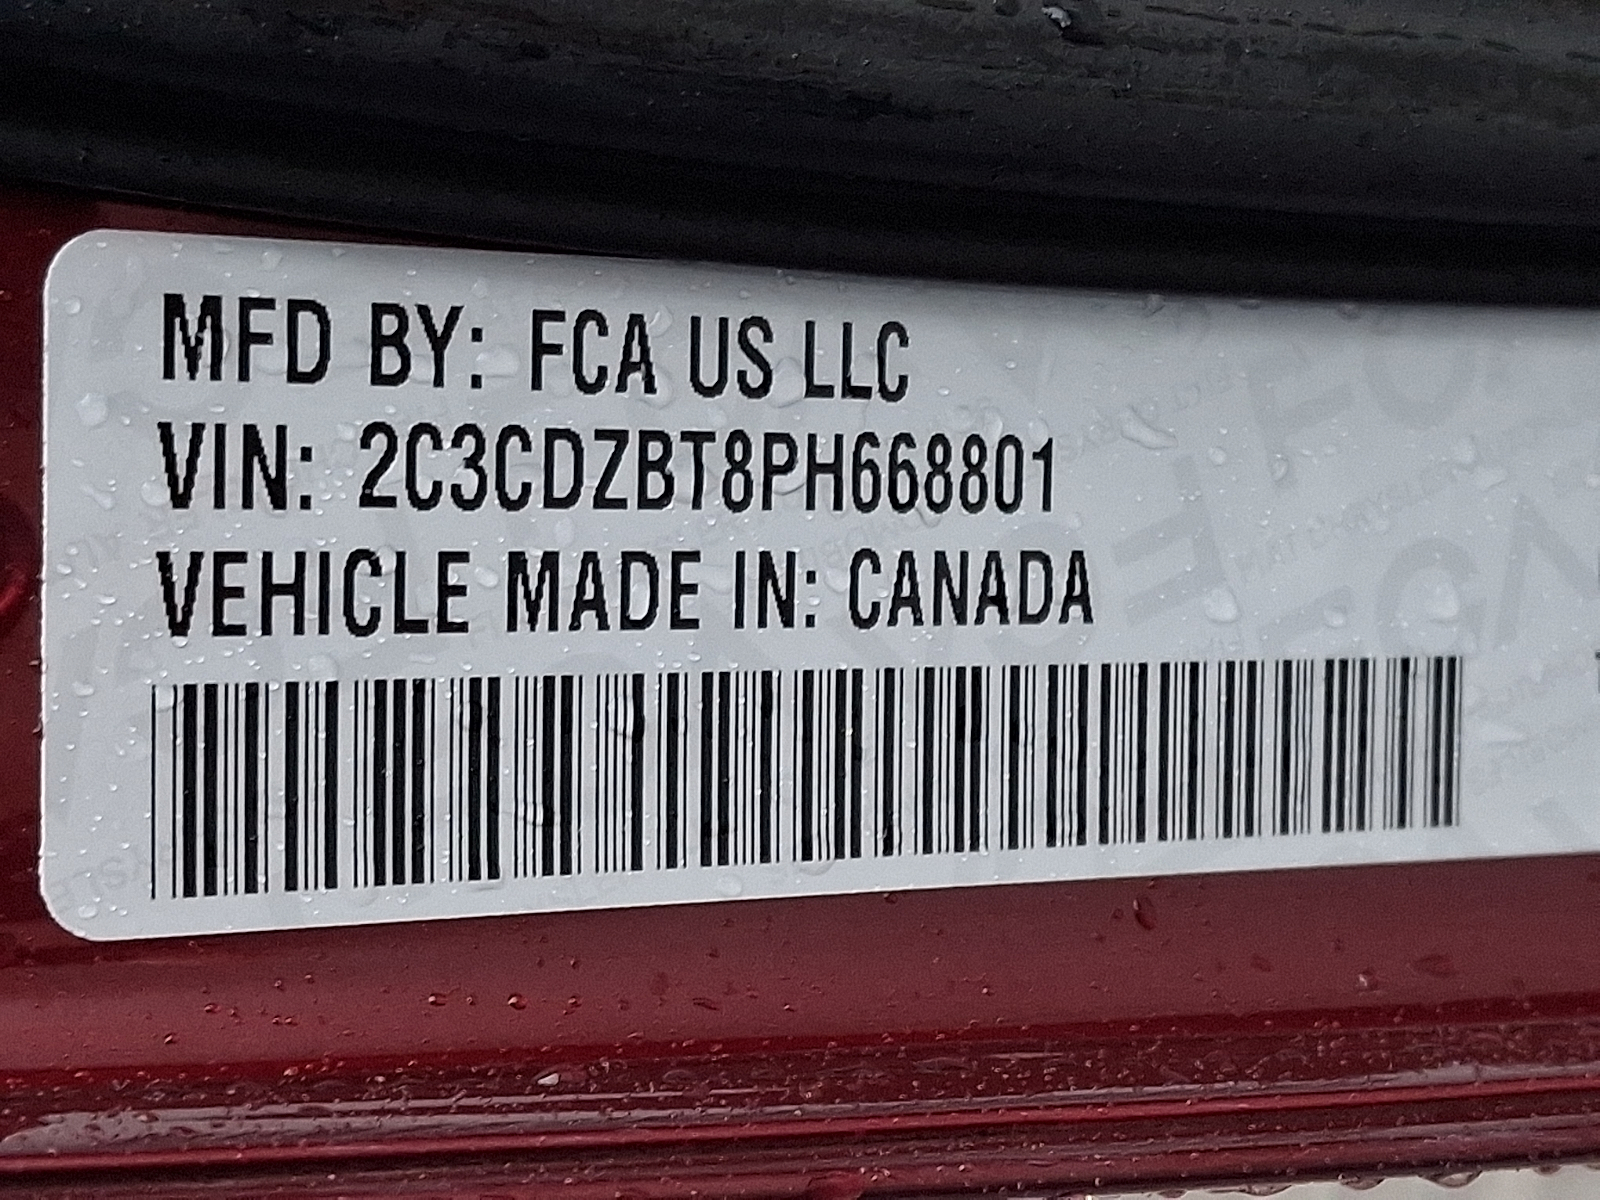 MFD BY: FCA US LLC
VIN: 2C3CDZBT8PH668801
VEHICLE MADE IN: CANADA